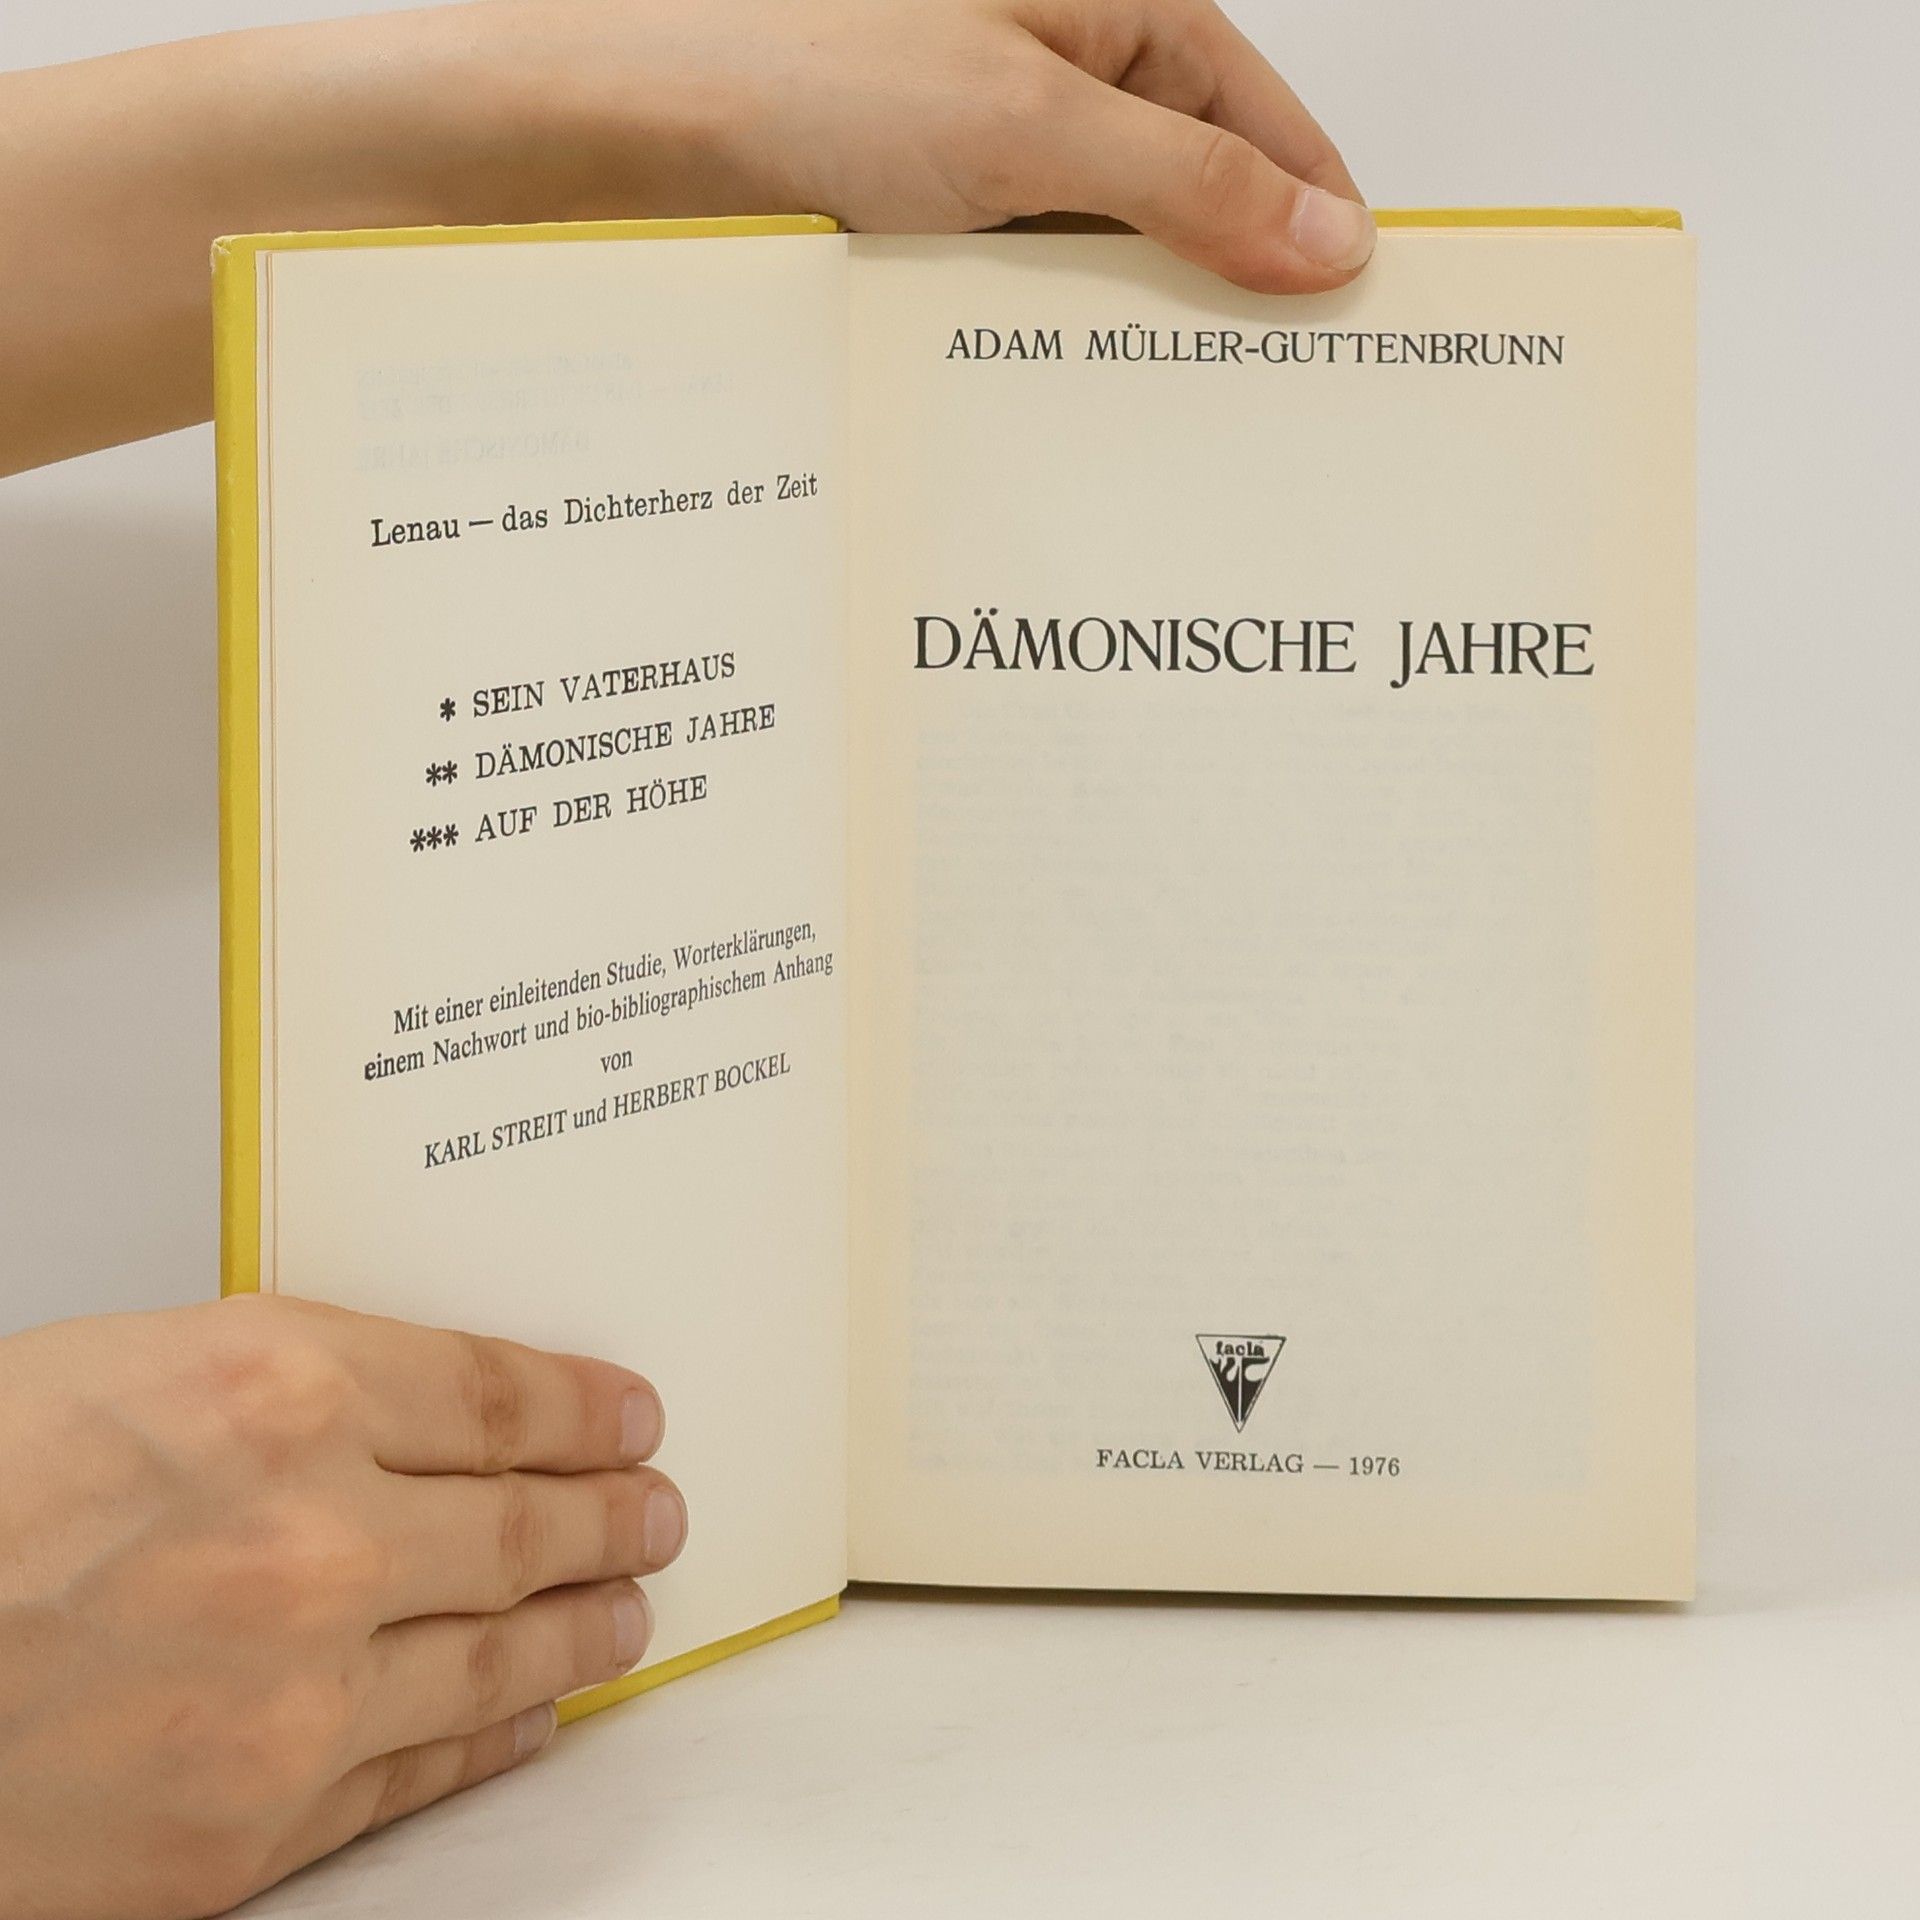 Lenau — das Dichterherz der Zeit
* SEIN VATERHAUS
** DÄMONISCHE JAHRE
*** AUF DER HÖHE
Mit einer einleitenden Studie, Worterklärungen,
einem Nachwort und bio-bibliographischem Anhang
von
KARL STREIT und HERBERT BOCKEL
ADAM MÜLLER-GUTTENBRUNN
DÄMONISCHE JAHRE
facla
FACLA VERLAG — 1976